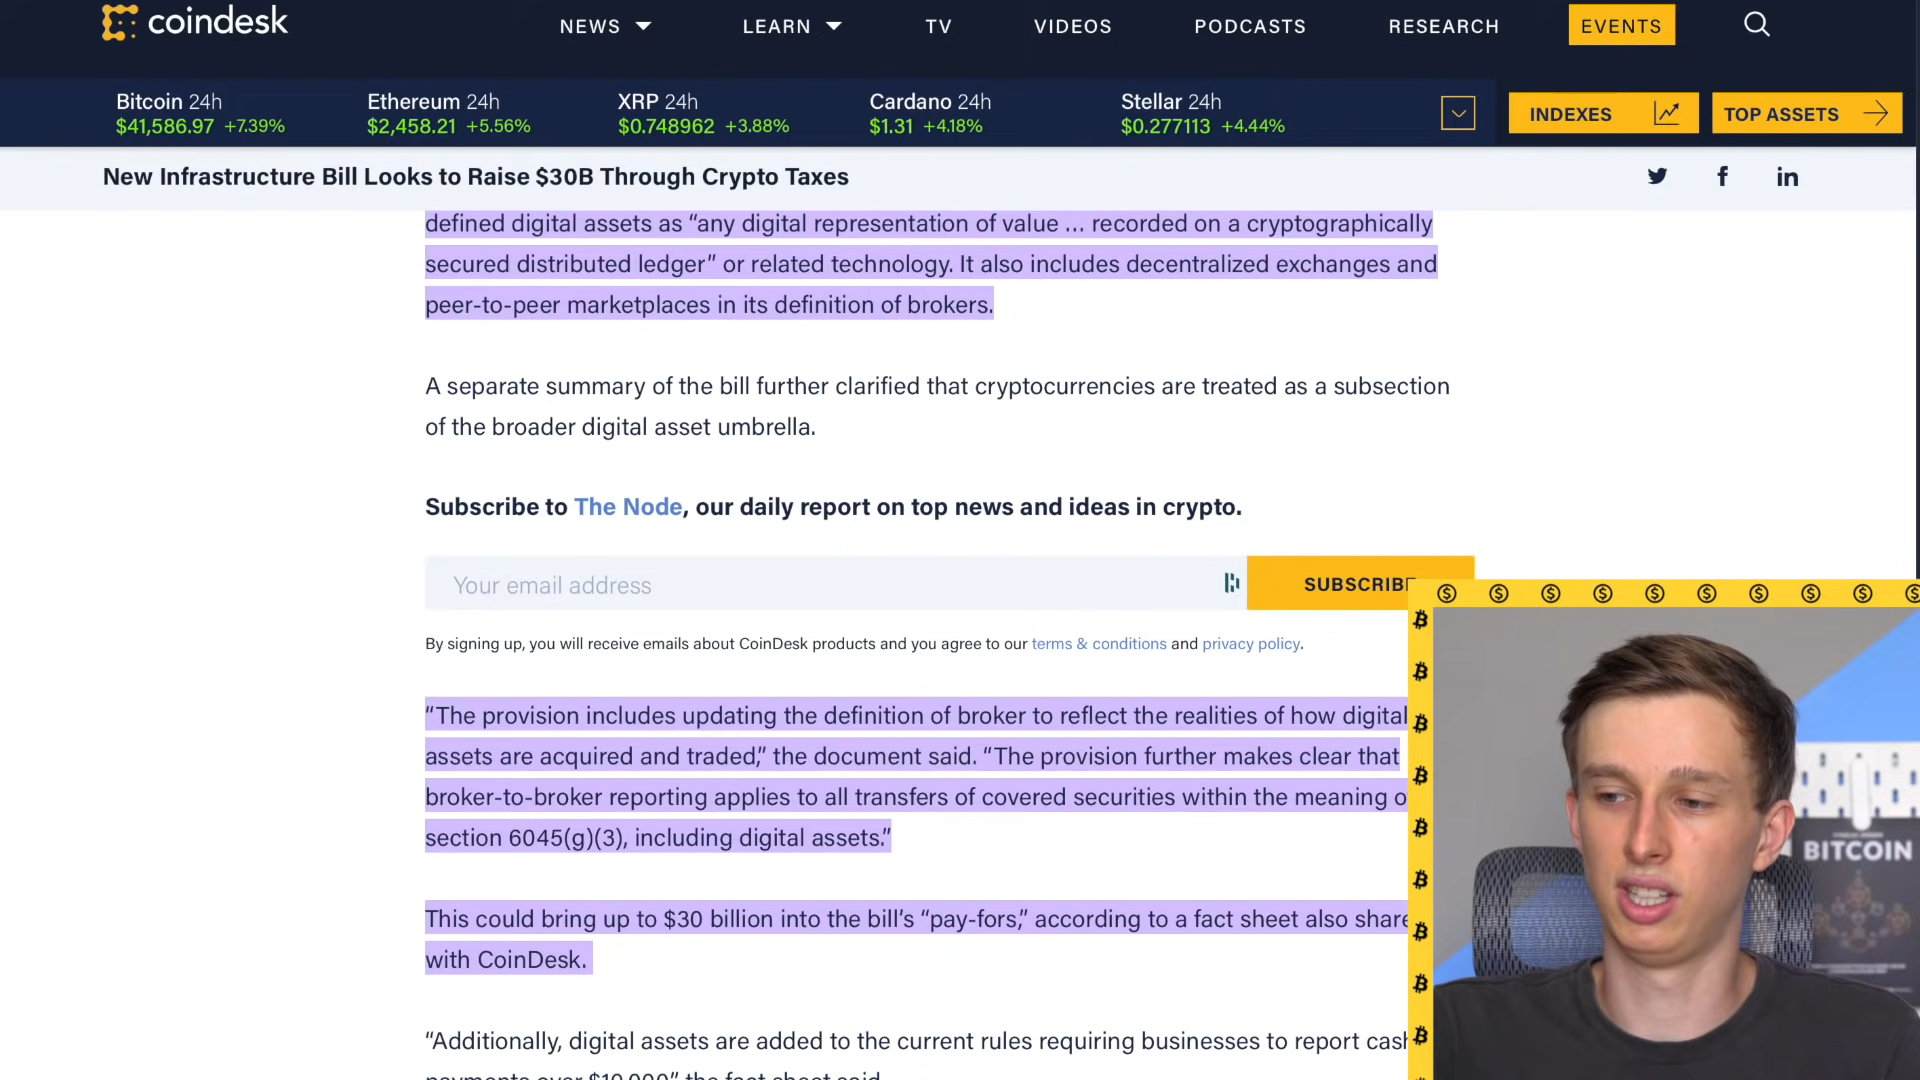 coindesk
NEWS LEARN TV VIDEOS PODCASTS RESEARCH EVENTS
Bitcoin 24h
$41,586.97 +7.39%
Ethereum 24h
$2,458.21 +5.56%
XRP 24h
$0.748962 +3.88%
Cardano 24h
$1.31 +4.18%
Stellar 24h
$0.277113 +4.44%
INDEXES
TOP ASSETS
New Infrastructure Bill Looks to Raise $30B Through Crypto Taxes
defined digital assets as “any digital representation of value … recorded on a cryptographically
secured distributed ledger” or related technology. It also includes decentralized exchanges and
peer-to-peer marketplaces in its definition of brokers.
A separate summary of the bill further clarified that cryptocurrencies are treated as a subsection
of the broader digital asset umbrella.
Subscribe to The Node, our daily report on top news and ideas in crypto.
Your email address
SUBSCRIBE
By signing up, you will receive emails about CoinDesk products and you agree to our terms & conditions and privacy policy.
“The provision includes updating the definition of broker to reflect the realities of how digital
assets are acquired and traded,” the document said. “The provision further makes clear that
broker-to-broker reporting applies to all transfers of covered securities within the meaning o
section 6045(g)(3), including digital assets.”
This could bring up to $30 billion into the bill’s “pay-fors,” according to a fact sheet also share
with CoinDesk.
“Additionally, digital assets are added to the current rules requiring businesses to report cash
payments over $10,000,” the fact sheet said.
BITCOIN